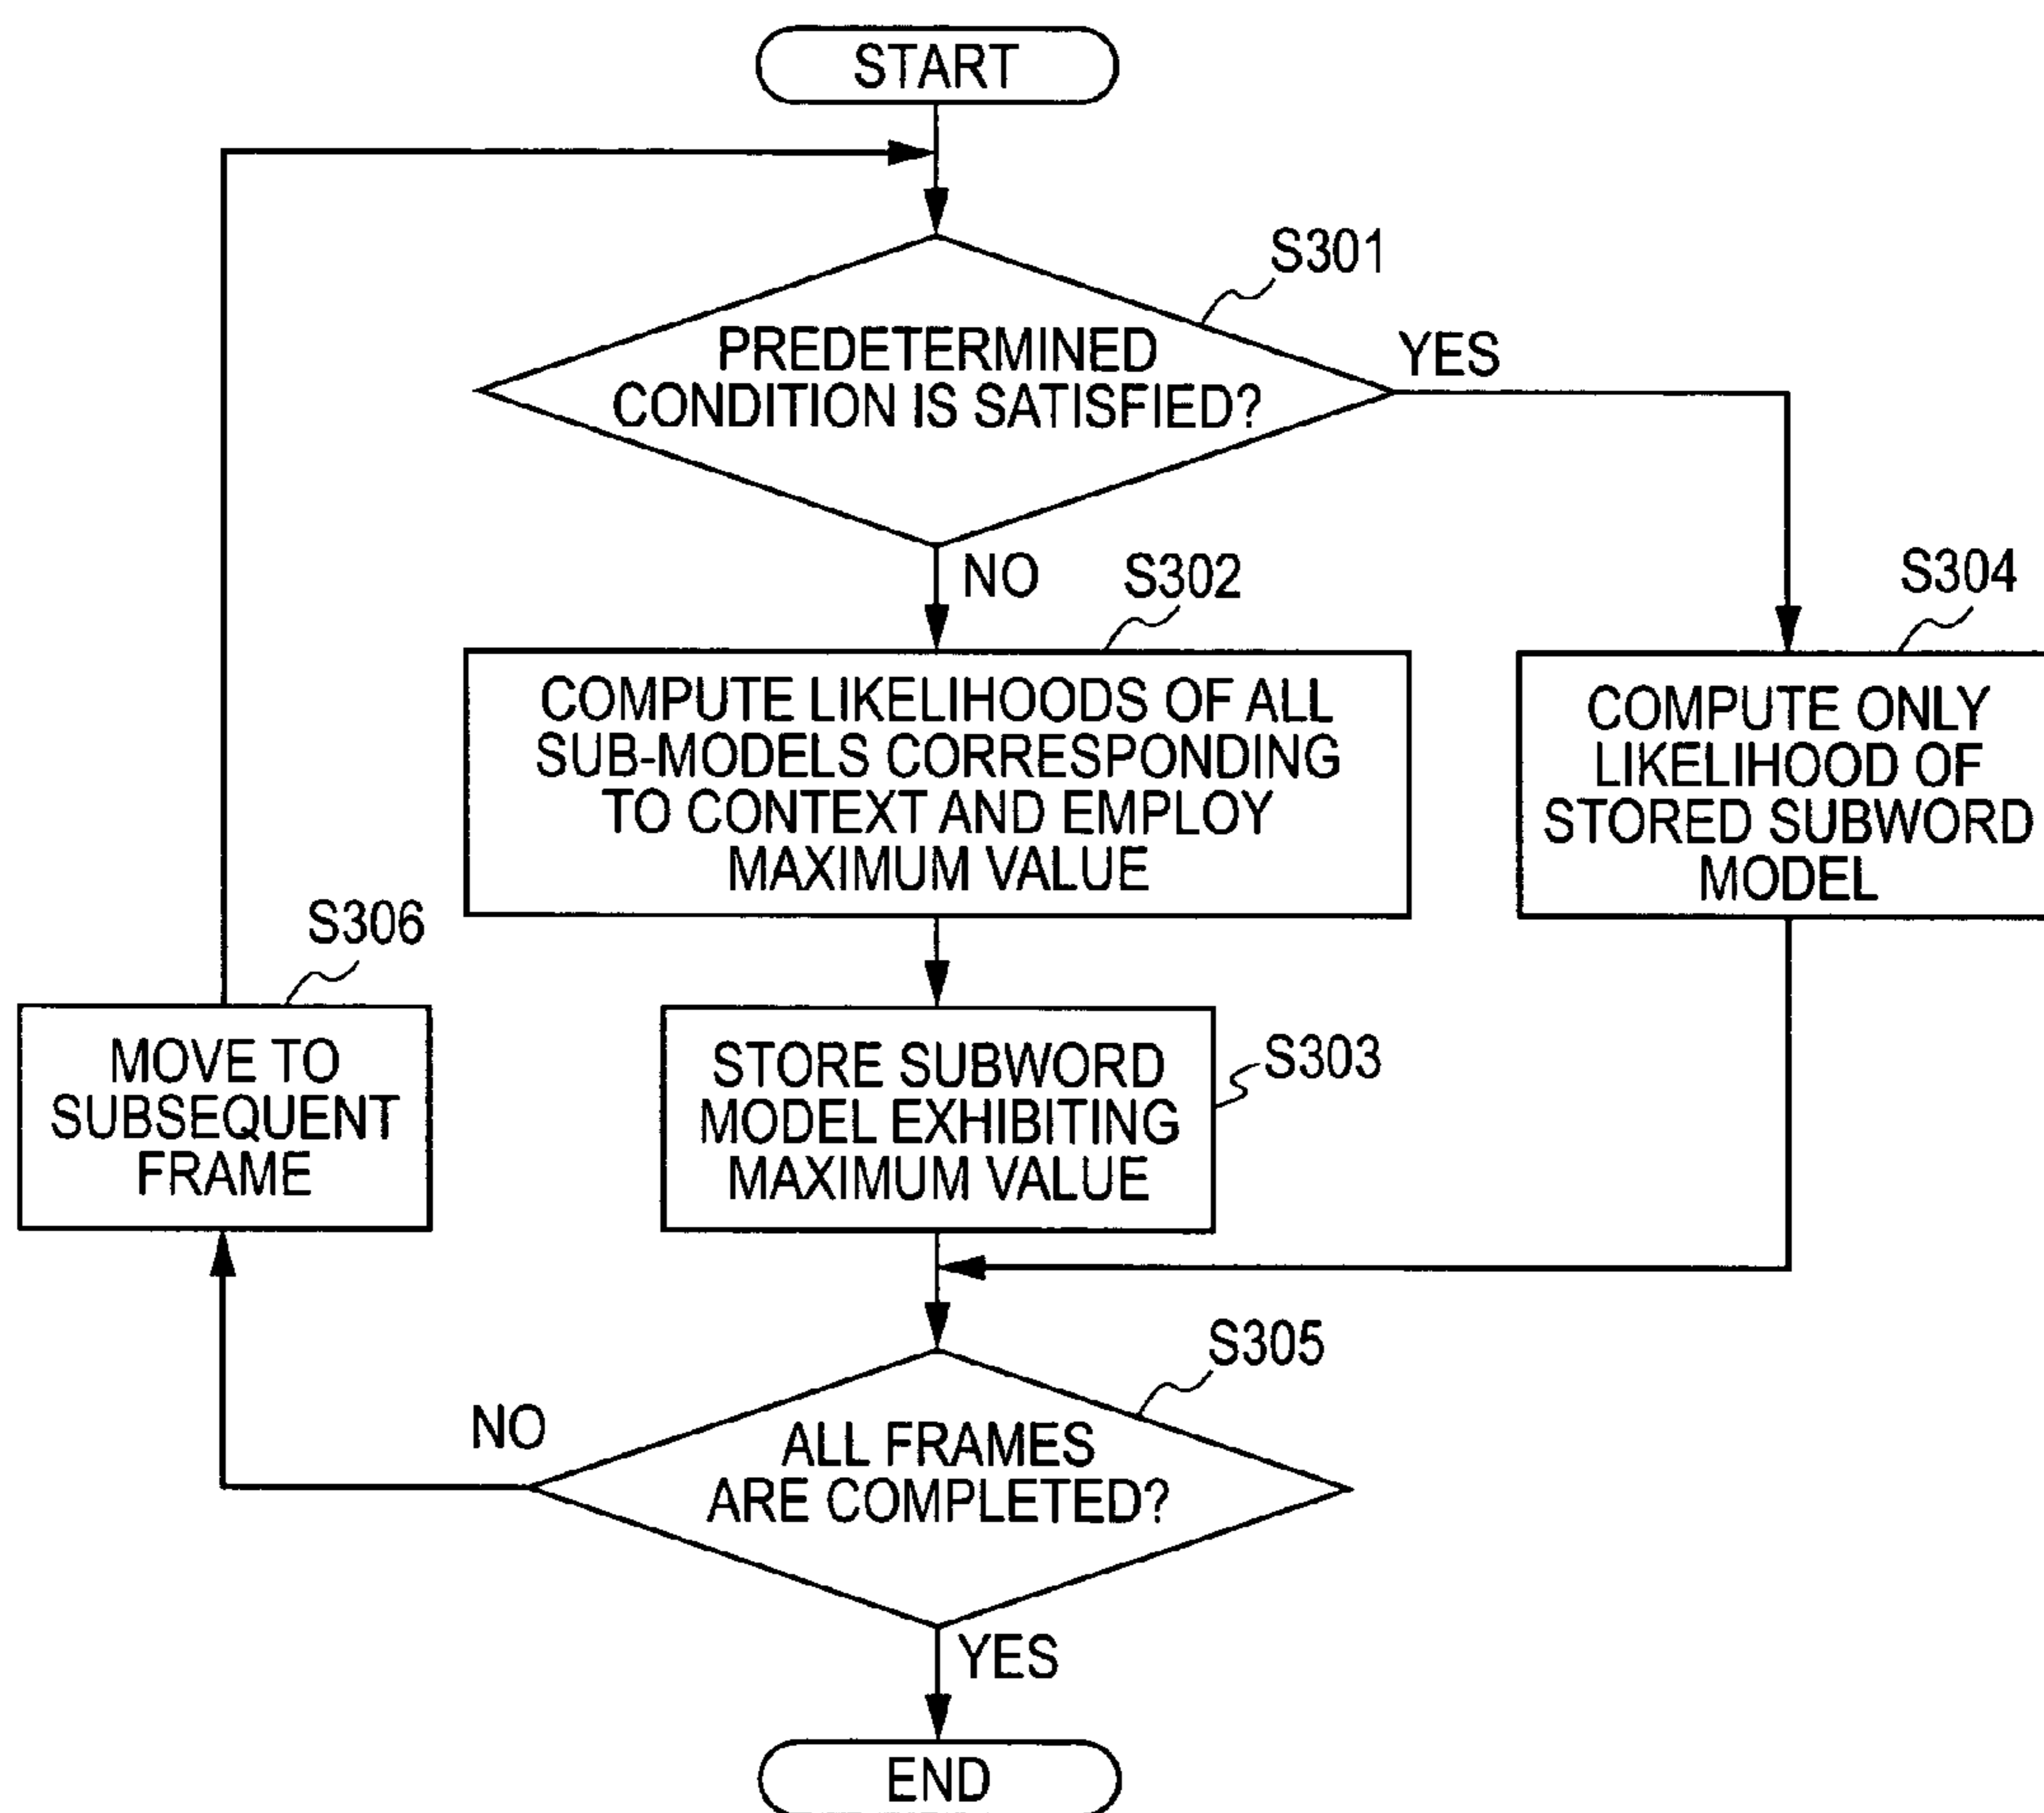 START
S301
PREDETERMINED
CONDITION IS SATISFIED?
YES
NO
S302
COMPUTE LIKELIHOODS OF ALL
SUB-MODELS CORRESPONDING
TO CONTEXT AND EMPLOY
MAXIMUM VALUE
S304
COMPUTE ONLY
LIKELIHOOD OF
STORED SUBWORD
MODEL
S306
MOVE TO
SUBSEQUENT
FRAME
STORE SUBWORD
MODEL EXHIBITING
MAXIMUM VALUE
S303
S305
NO
ALL FRAMES
ARE COMPLETED?
YES
END